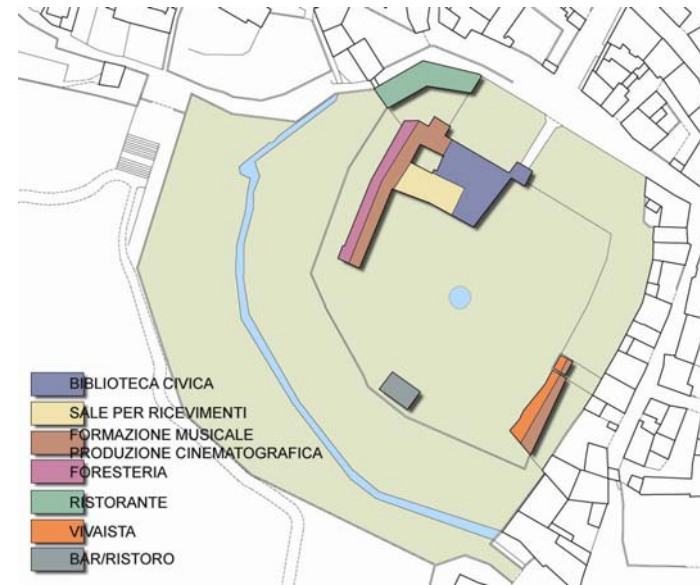 BIBLIOTECA CIVICA
SALE PER RICEVIMENTI
FORMAZIONE MUSICALE
PRODUZIONE CINEMATOGRAFICA
FORESTERIA
RISTORANTE
VIVAISTA
BAR/RISTORO